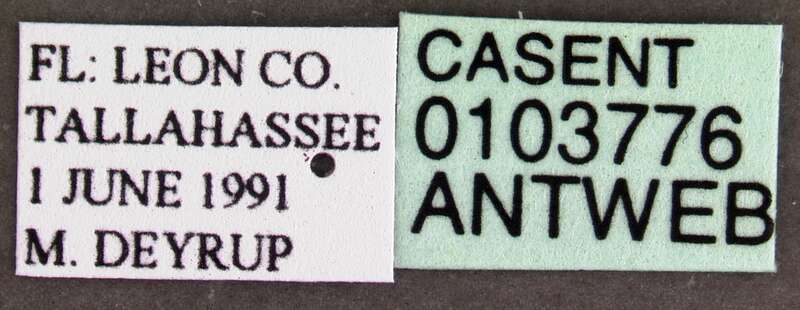 FL: LEON CO.
TALLAHASSEE
1 JUNE 1991
M. DEYRUP
CASENT
0103776
ANTWEB